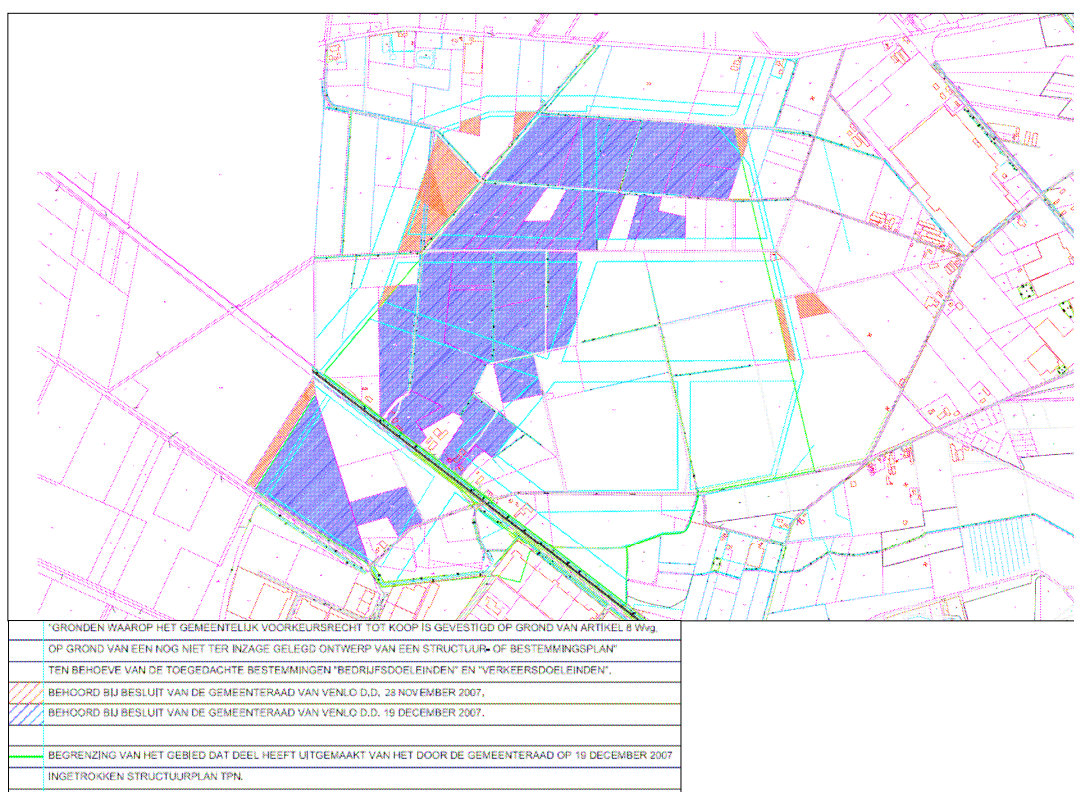 "GRONDEN WAAROP HET GEMEENTELIJK VOORKEURSRECHT TOT KOOP IS GEVESTIGD OP GROND VAN ARTIKEL 8 Wvg,
OP GROND VAN EEN NOG NIET TER INZAGE GELEGD ONTWERP VAN EEN STRUCTUUR- OF BESTEMMINGSPLAN"
TEN BEHOEVE VAN DE TOEGEDACHTE BESTEMMINGEN "BEDRIJFSDOELEINDEN" EN "VERKEERSDOELEINDEN".
BEHOORD BIJ BESLUIT VAN DE GEMEENTERAAD VAN VENLO D.D. 28 NOVEMBER 2007.
BEHOORD BIJ BESLUIT VAN DE GEMEENTERAAD VAN VENLO D.D. 19 DECEMBER 2007.
BEGRENZING VAN HET GEBIED DAT DEEL HEEFT UITGEMAAKT VAN HET DOOR DE GEMEENTERAAD OP 19 DECEMBER 2007
INGETROKKEN STRUCTUURPLAN TPN.